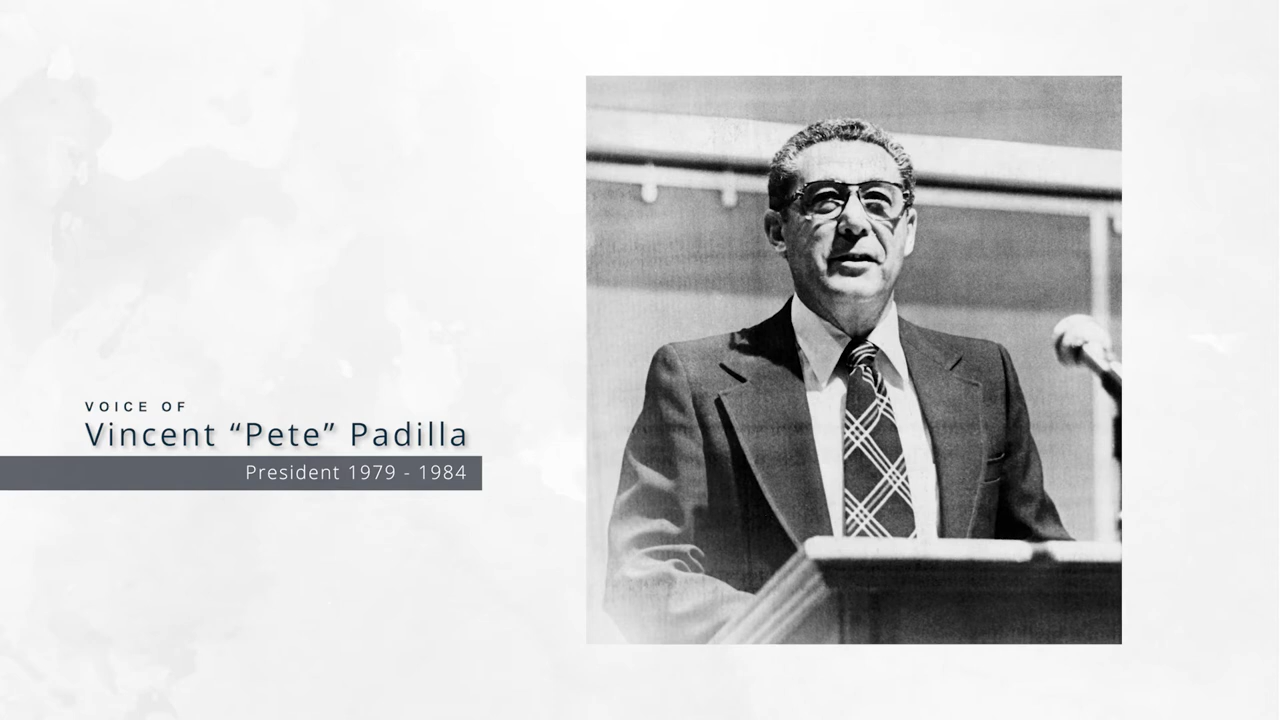 VOICE OF
Vincent “Pete” Padilla
President 1979 - 1984